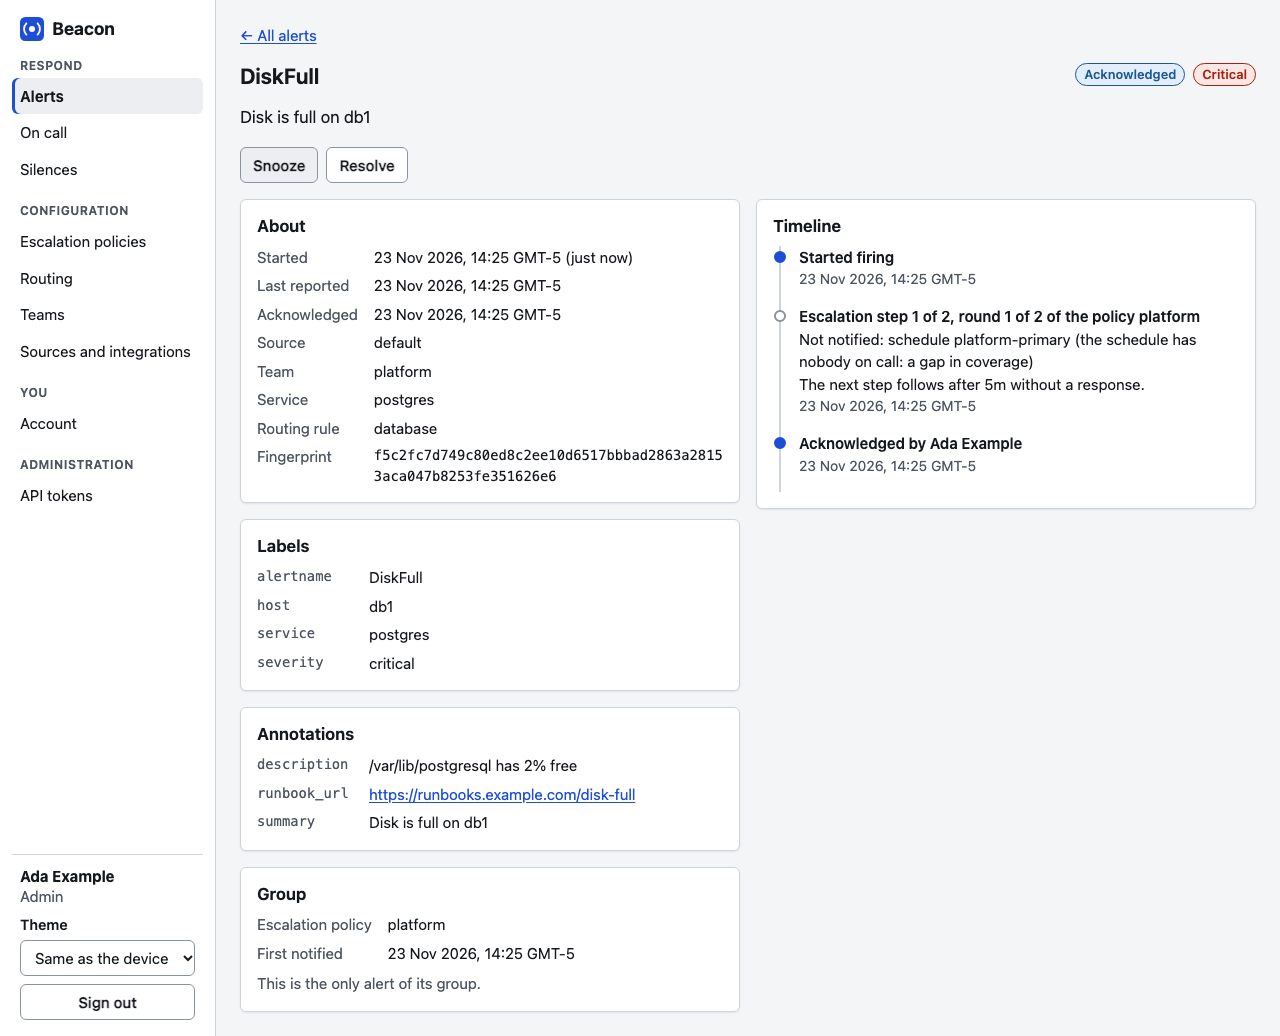 Beacon
RESPOND
Alerts
On call
Silences
CONFIGURATION
Escalation policies
Routing
Teams
Sources and integrations
YOU
Account
ADMINISTRATION
API tokens
Ada Example
Admin
Theme
Same as the device
Sign out
← All alerts
DiskFull
Acknowledged
Critical
Disk is full on db1
Snooze
Resolve
About
Started 23 Nov 2026, 14:25 GMT-5 (just now)
Last reported 23 Nov 2026, 14:25 GMT-5
Acknowledged 23 Nov 2026, 14:25 GMT-5
Source default
Team platform
Service postgres
Routing rule database
Fingerprint f5c2fc7d749c80ed8c2ee10d6517bbbad2863a2815
3aca047b8253fe351626e6
Labels
alertname DiskFull
host db1
service postgres
severity critical
Annotations
description /var/lib/postgresql has 2% free
runbook_url https://runbooks.example.com/disk-full
summary Disk is full on db1
Group
Escalation policy platform
First notified 23 Nov 2026, 14:25 GMT-5
This is the only alert of its group.
Timeline
Started firing
23 Nov 2026, 14:25 GMT-5
Escalation step 1 of 2, round 1 of 2 of the policy platform
Not notified: schedule platform-primary (the schedule has
nobody on call: a gap in coverage)
The next step follows after 5m without a response.
23 Nov 2026, 14:25 GMT-5
Acknowledged by Ada Example
23 Nov 2026, 14:25 GMT-5